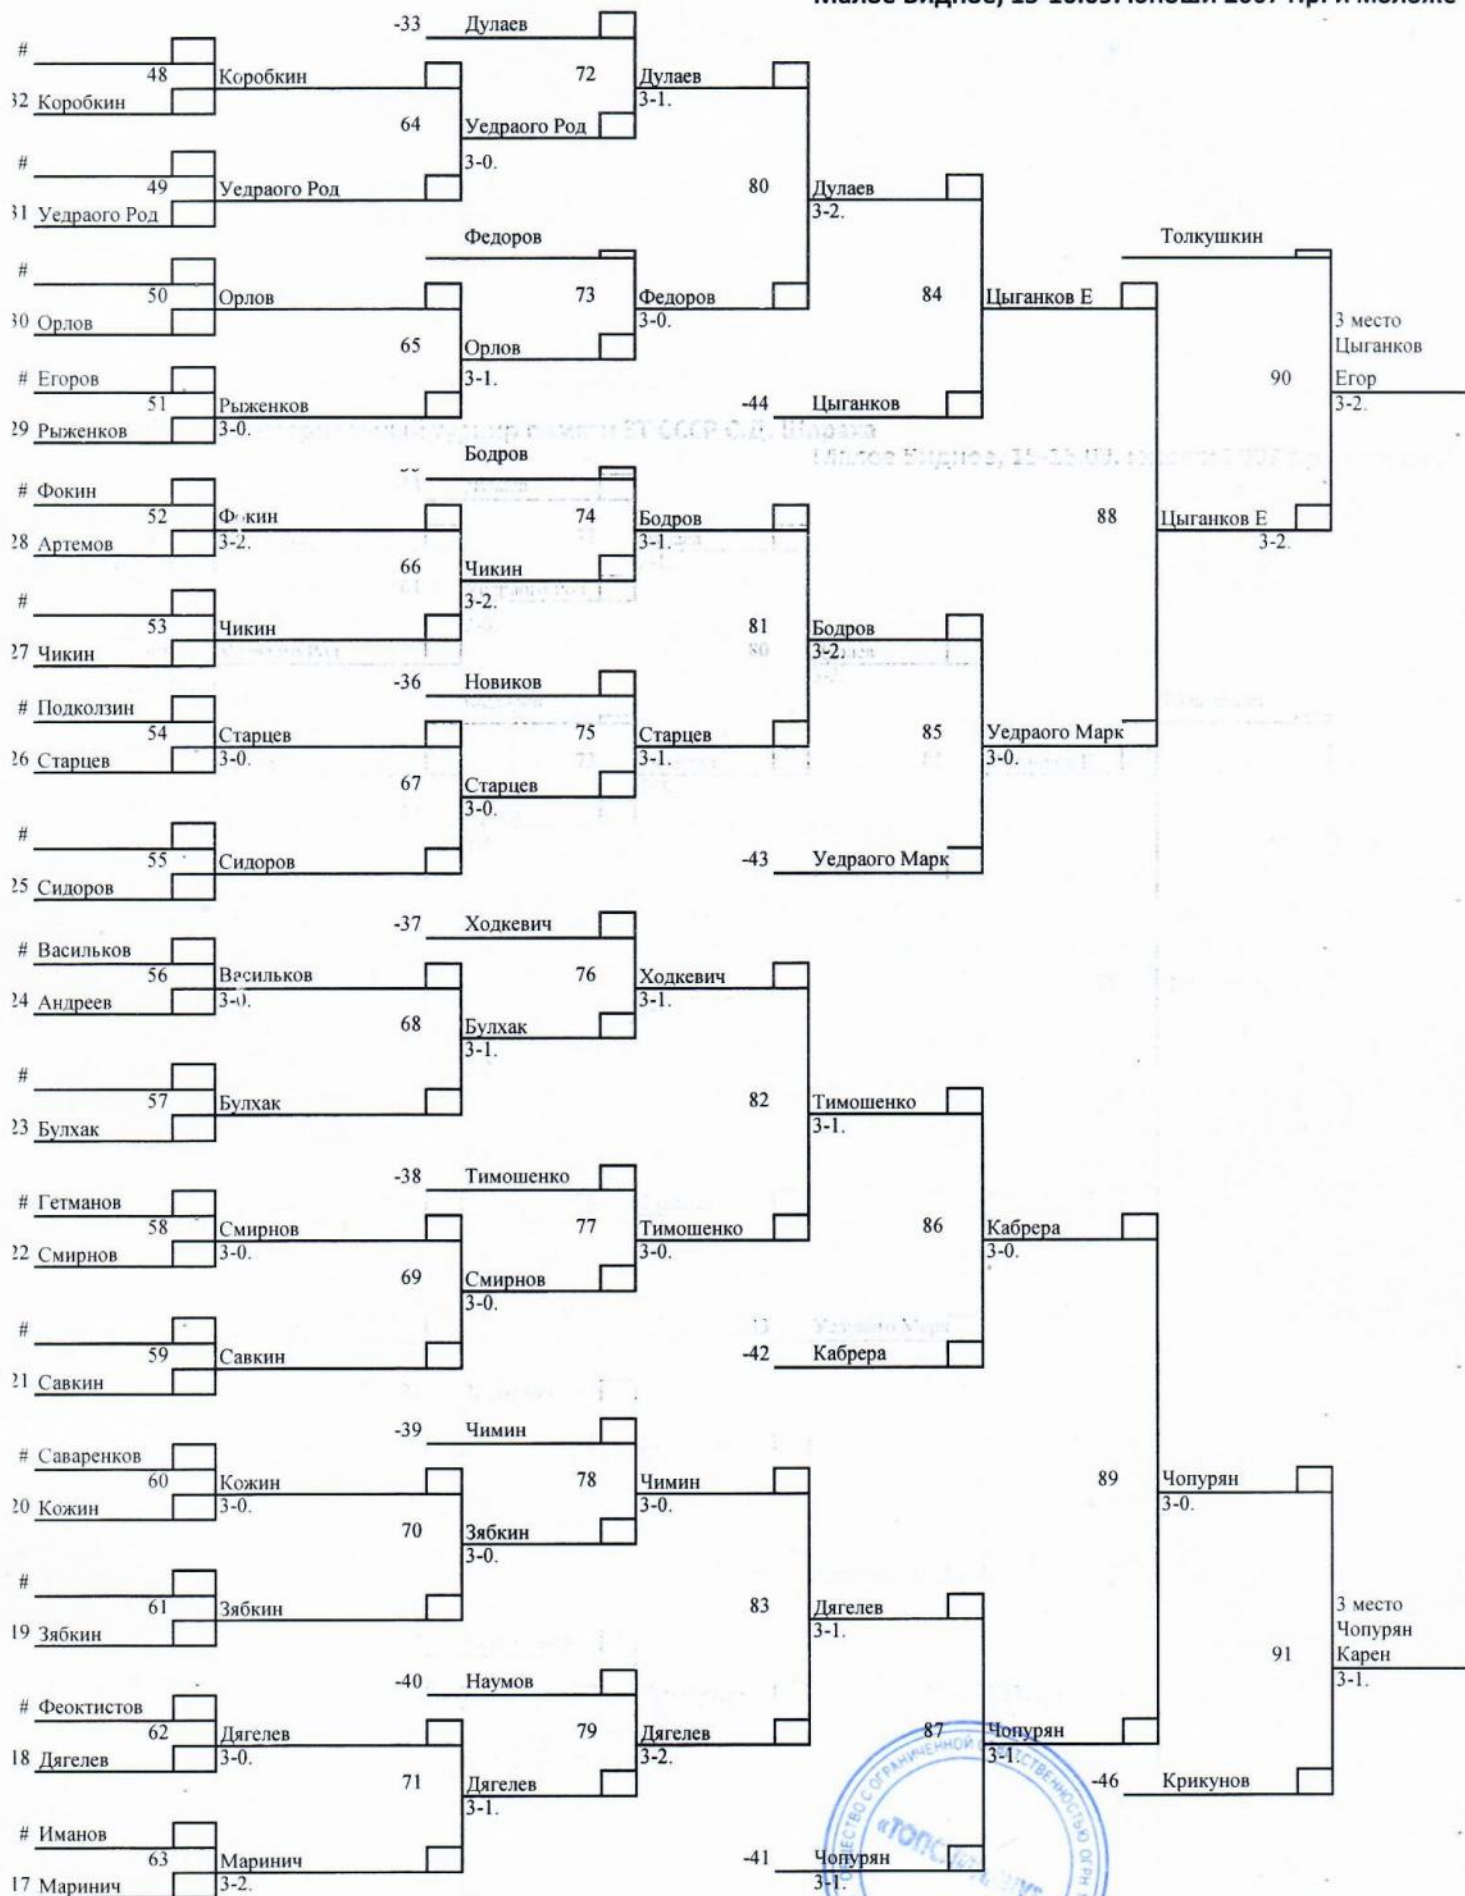 -33 Дулаев
#
48 Коробкин 72 Дулаев
32 Коробкин 3-1.
64 Уедраого Род
# 3-0.
49 Уедраого Род 80 Дулаев
31 Уедраого Род 3-2.
Федоров Толкушкин
#
50 Орлов 73 Федоров 84 Цыганков Е
30 Орлов 3-0. 3 место
65 Орлов Цыганков
# Егоров 3-1. 90 Егор
51 Рыженков -44 Цыганков 3-2.
29 Рыженков 3-0.
Бодров
# Фокин
52 Фокин 74 Бодров 88 Цыганков Е
28 Артемов 3-2. 3-1. 3-2.
66 Чикин
# 3-2.
53 Чикин 81 Бодров
27 Чикин 3-2.
-36 Новиков
# Подколзин
54 Старцев 75 Старцев 85 Уедраого Марк
26 Старцев 3-0. 3-1. 3-0.
67 Старцев
3-0.
#
55 Сидоров -43 Уедраого Марк
25 Сидоров
-37 Ходкевич
# Васильков
56 Васильков 76 Ходкевич
24 Андреев 3-0. 3-1.
68 Булхак
3-1.
#
57 Булхак 82 Тимошенко
23 Булхак 3-1.
-38 Тимошенко
# Гетманов
58 Смирнов 77 Тимошенко 86 Кабрера
22 Смирнов 3-0. 3-0. 3-0.
69 Смирнов
3-0.
#
59 Савкин -42 Кабрера
21 Савкин
-39 Чимин
# Саваренков
60 Кожин 78 Чимин 89 Чопурян
20 Кожин 3-0. 3-0. 3-0.
70 Зябкин
3-0.
#
61 Зябкин 83 Дягелев 3 место
19 Зябкин 3-1. Чопурян
91 Карен
-40 Наумов 3-1.
# Феоктистов
62 Дягелев 79 Дягелев 87 Чопурян
18 Дягелев 3-0. 3-2. 3-1.
71 Дягелев -46 Крикунов
3-1.
# Иманов
63 Маринич -41 Чопурян
17 Маринич 3-2. 3-1.
ОБЩЕСТВО С ОГРАНИЧЕННОЙ ОТВЕТСТВЕННОСТЬЮ ОГРН